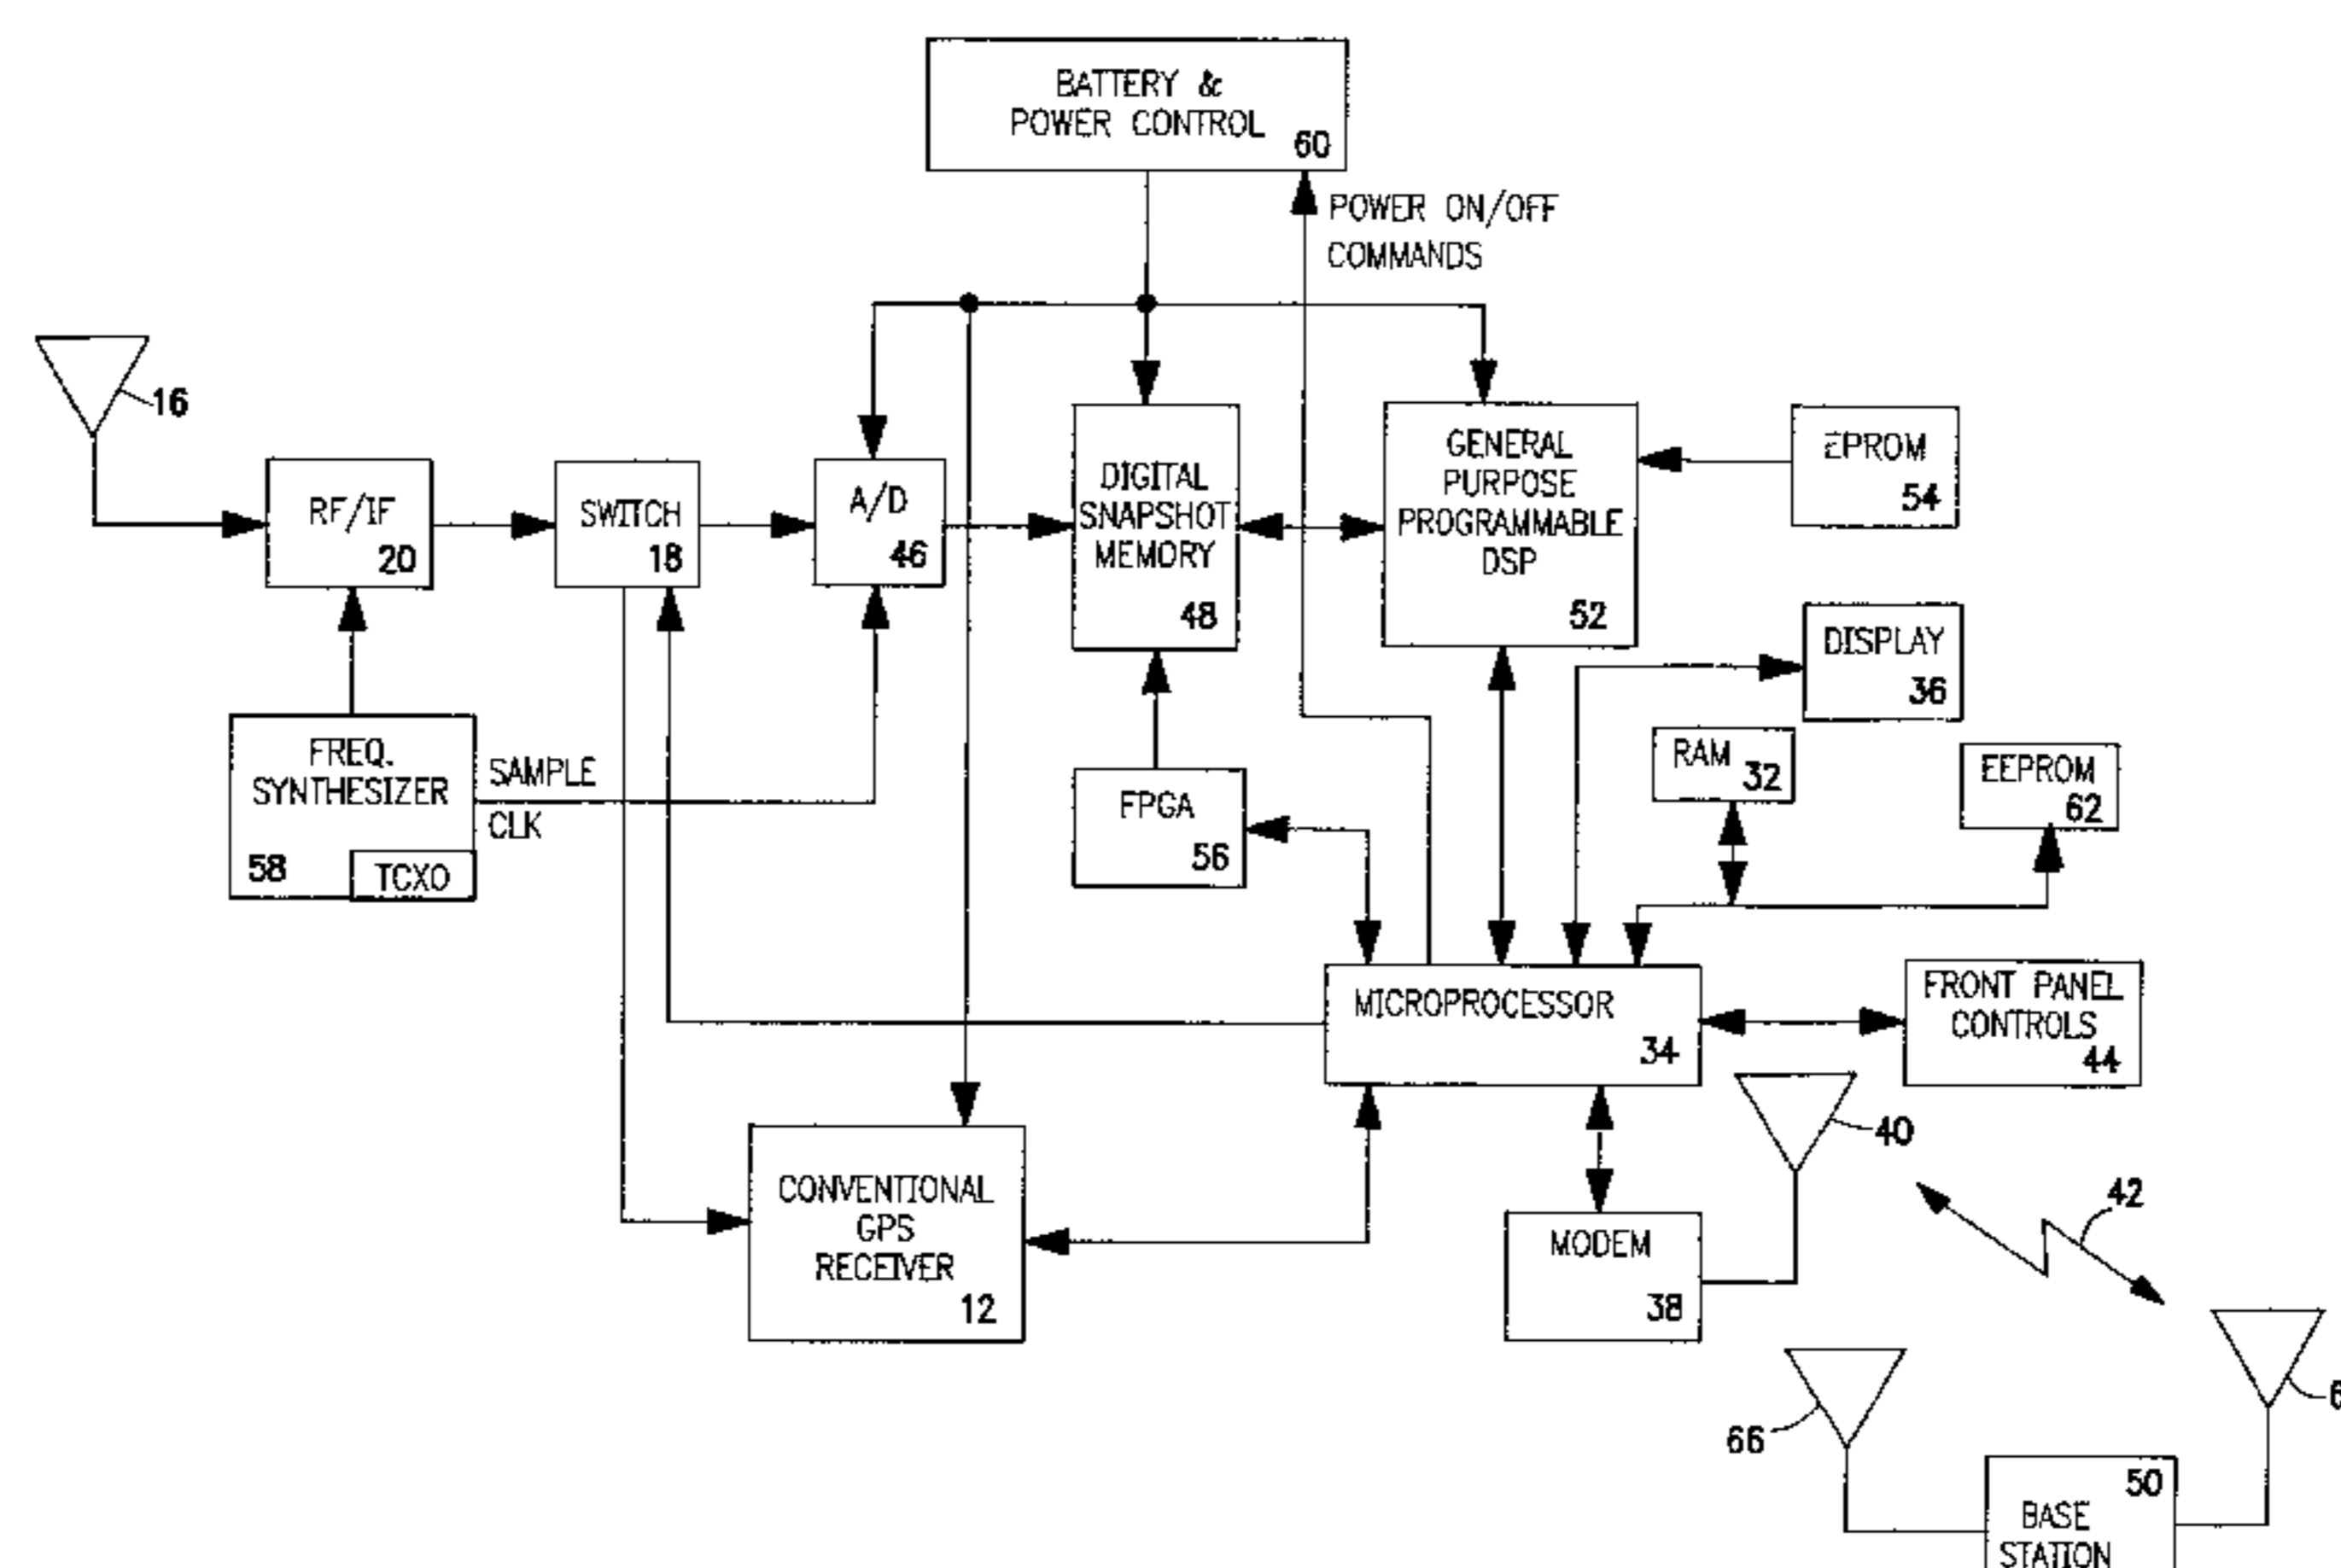 BATTERY &
POWER CONTROL
60
POWER ON/OFF
COMMANDS
16
RF/IF
20
SWITCH
18
A/D
46
DIGITAL
SNAPSHOT
MEMORY
48
GENERAL
PURPOSE
PROGRAMMABLE
DSP
52
EPROM
54
DISPLAY
36
FREQ.
SYNTHESIZER
58
TCXO
SAMPLE
CLK
FPGA
56
RAM
32
EEPROM
62
MICROPROCESSOR
34
FRONT PANEL
CONTROLS
44
40
CONVENTIONAL
GPS
RECEIVER
12
MODEM
38
42
66
50
BASE
STATION